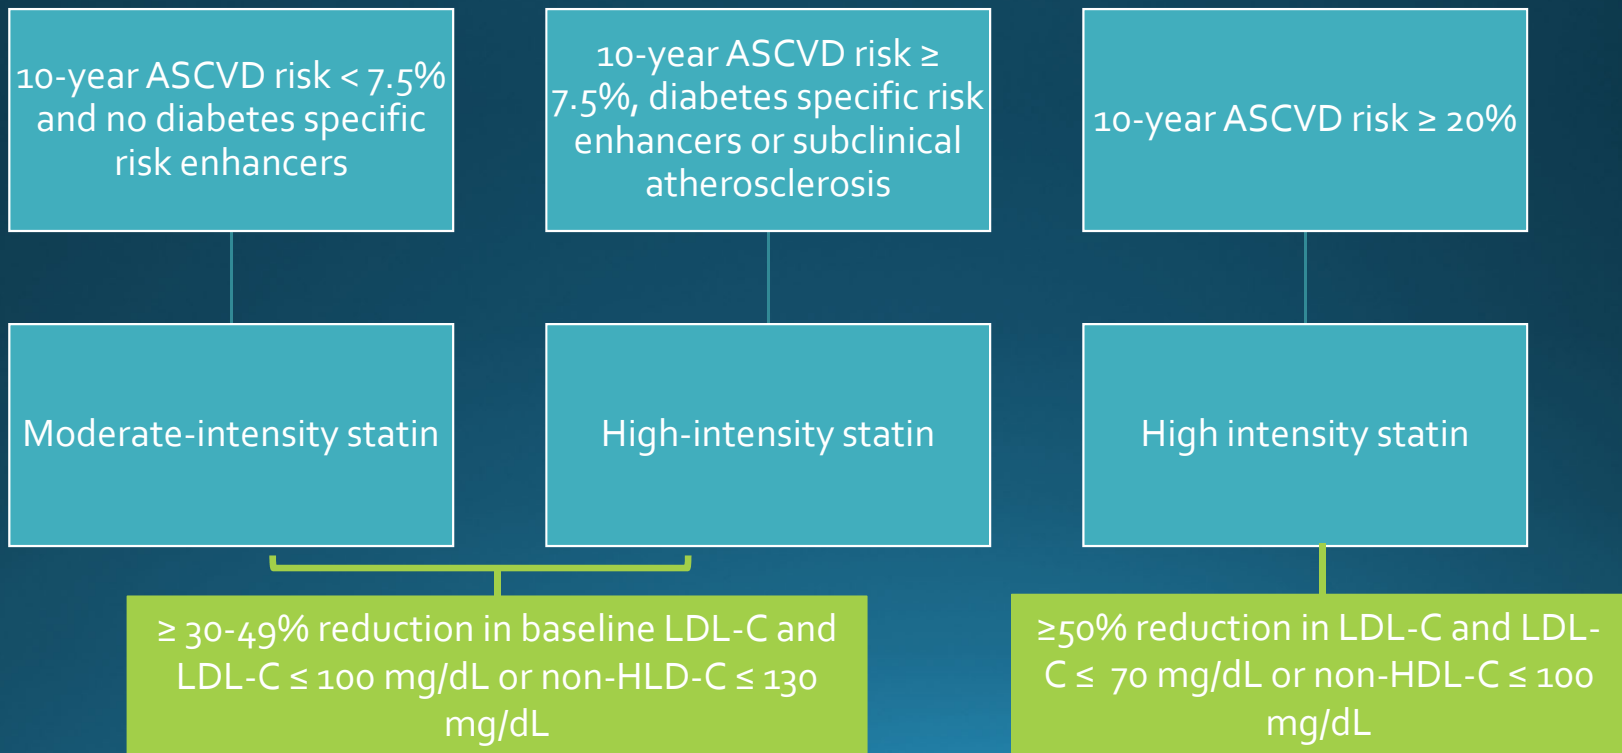 10-year ASCVD risk < 7.5%
and no diabetes specific
risk enhancers
10-year ASCVD risk ≥
7.5%, diabetes specific risk
enhancers or subclinical
atherosclerosis
10-year ASCVD risk ≥ 20%
Moderate-intensity statin
High-intensity statin
High intensity statin
≥ 30-49% reduction in baseline LDL-C and
LDL-C ≤ 100 mg/dL or non-HLD-C ≤ 130
mg/dL
≥50% reduction in LDL-C and LDL-
C ≤ 70 mg/dL or non-HDL-C ≤ 100
mg/dL